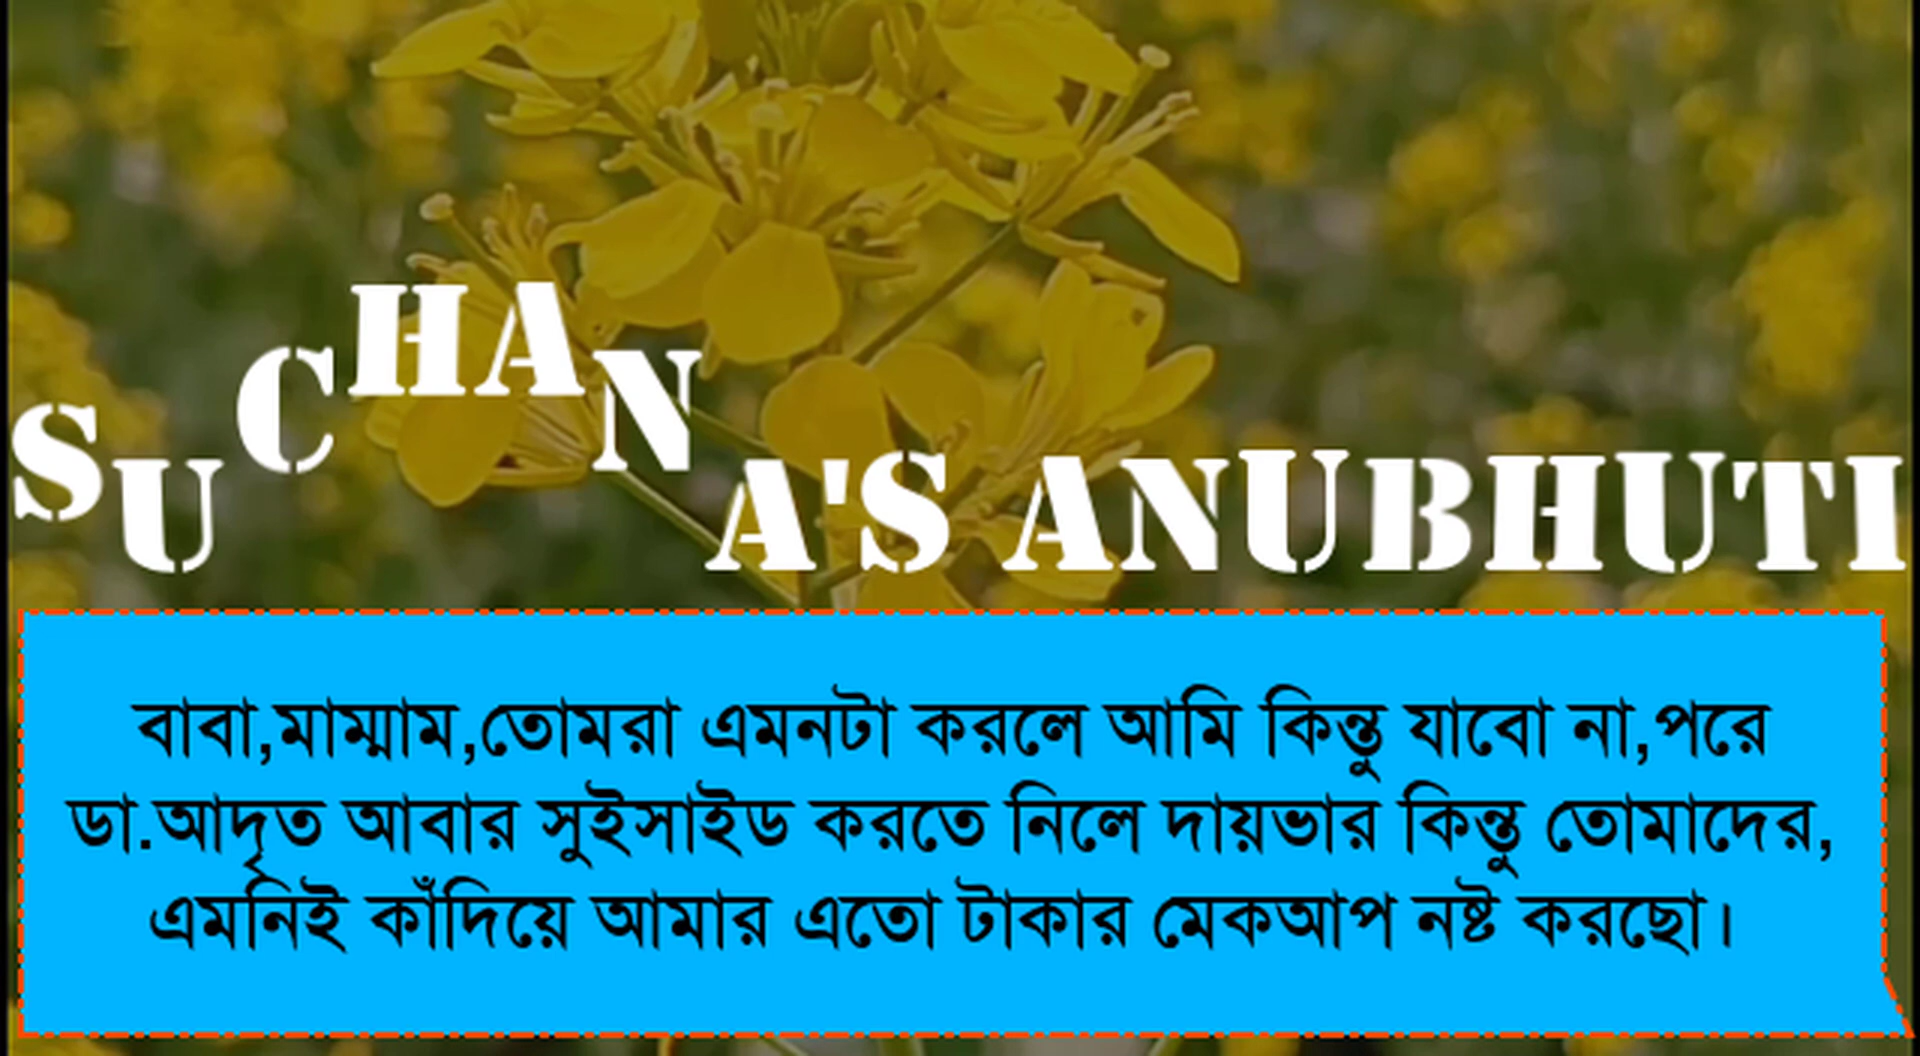 SUCHANA'S ANUBHUTI
বাবা,মাম্মাম,তোমরা এমনটা করলে আমি কিন্তু যাবো না,পরে
ডা.আদৃত আবার সুইসাইড করতে নিলে দায়ভার কিন্তু তোমাদের,
এমনিই কাঁদিয়ে আমার এতো টাকার মেকআপ নষ্ট করছো।